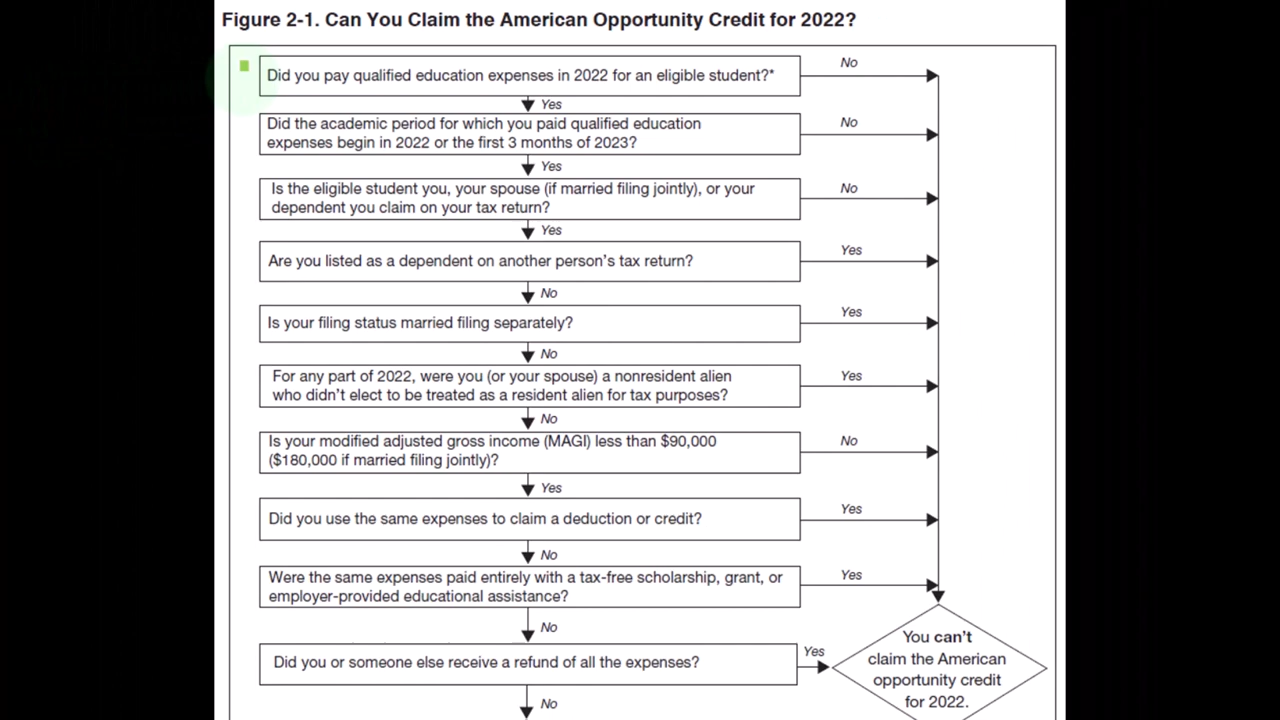 Figure 2-1. Can You Claim the American Opportunity Credit for 2022?
Did you pay qualified education expenses in 2022 for an eligible student?*
No
Yes
Did the academic period for which you paid qualified education
expenses begin in 2022 or the first 3 months of 2023?
No
Yes
Is the eligible student you, your spouse (if married filing jointly), or your
dependent you claim on your tax return?
No
Yes
Are you listed as a dependent on another person's tax return?
Yes
No
Is your filing status married filing separately?
Yes
No
For any part of 2022, were you (or your spouse) a nonresident alien
who didn't elect to be treated as a resident alien for tax purposes?
Yes
No
Is your modified adjusted gross income (MAGI) less than $90,000
($180,000 if married filing jointly)?
No
Yes
Did you use the same expenses to claim a deduction or credit?
Yes
No
Were the same expenses paid entirely with a tax-free scholarship, grant, or
employer-provided educational assistance?
Yes
No
Did you or someone else receive a refund of all the expenses?
Yes
No
You can't
claim the American
opportunity credit
for 2022.